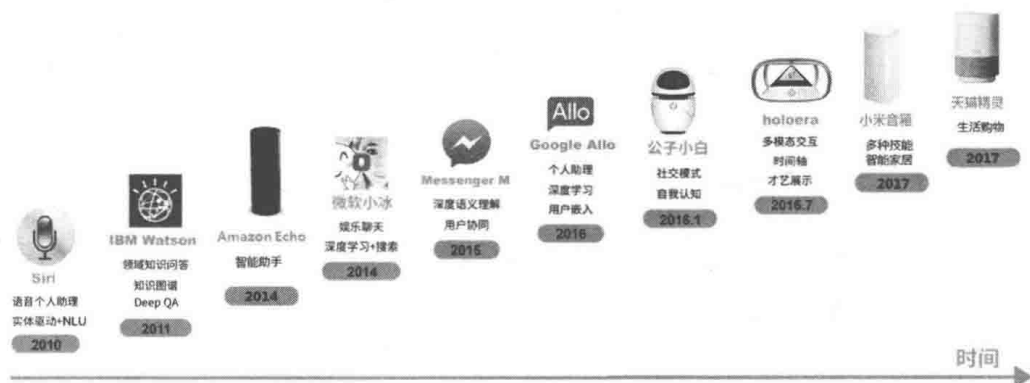 Siri
语音个人助理
实体驱动+NLU
2010
IBM Watson
领域知识问答
知识图谱
Deep QA
2011
Amazon Echo
智能助手
2014
微软小冰
娱乐聊天
深度学习+搜索
2014
Messenger M
深度语义理解
用户协同
2015
Allo
Google Allo
个人助理
深度学习
用户嵌入
2016
公子小白
社交模式
自我认知
2016.1
holoera
多模态交互
时间轴
才艺展示
2016.7
小米音箱
多种技能
智能家居
2017
天猫精灵
生活购物
2017
时间